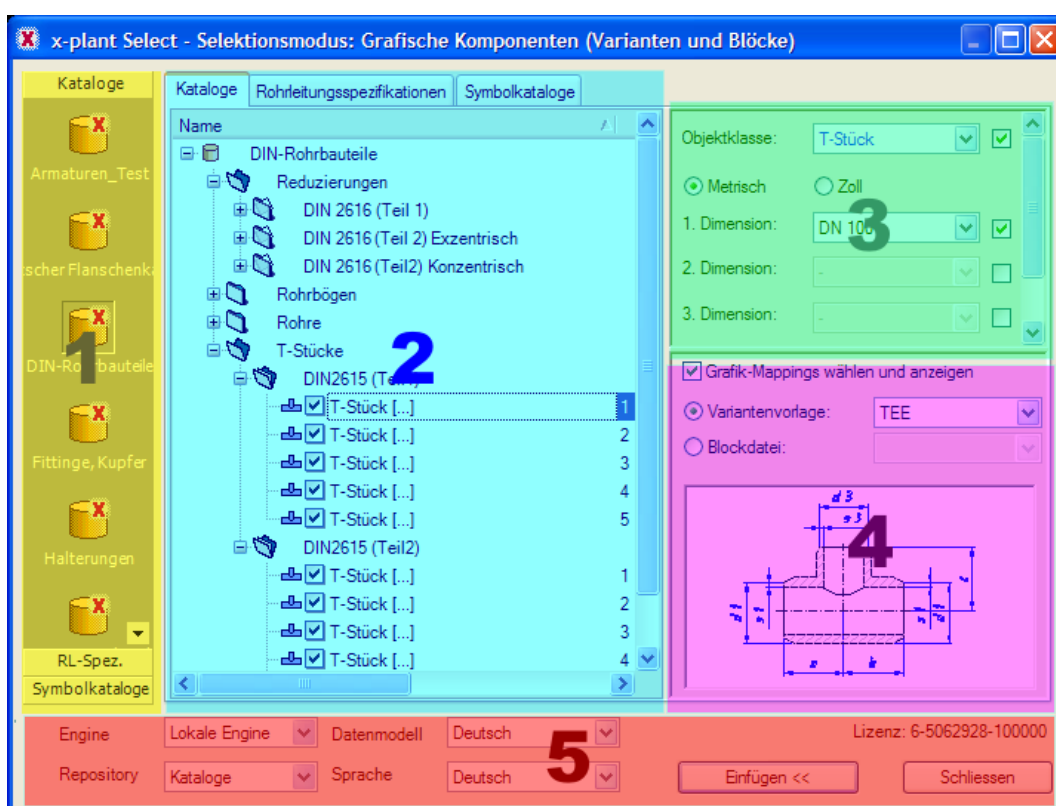 x-plant Select - Selektionsmodus: Grafische Komponenten (Varianten und Blöcke)
Kataloge
Armaturen_Test
tscher Flanschenka
1
DIN-Rohrbauteile
Fittinge, Kupfer
Halterungen
RL-Spez.
Symbolkataloge
Kataloge Rohrleitungsspezifikationen Symbolkataloge
Name
DIN-Rohrbauteile
Reduzierungen
DIN 2616 (Teil 1)
DIN 2616 (Teil 2) Exzentrisch
DIN 2616 (Teil2) Konzentrisch
Rohrbögen
Rohre
T-Stücke
2
DIN2615 (Teil1)
T-Stück [...] 1
T-Stück [...] 2
T-Stück [...] 3
T-Stück [...] 4
T-Stück [...] 5
DIN2615 (Teil2)
T-Stück [...] 1
T-Stück [...] 2
T-Stück [...] 3
T-Stück [...] 4
Objektklasse: T-Stück
Metrisch Zoll
3
1. Dimension: DN 100
2. Dimension: -
3. Dimension: -
Grafik-Mappings wählen und anzeigen
Variantenvorlage: TEE
Blockdatei:
d 3
s 3
4
Engine Lokale Engine Datenmodell Deutsch
5
Lizenz: 6-5062928-100000
Repository Kataloge Sprache Deutsch
Einfügen << Schliessen